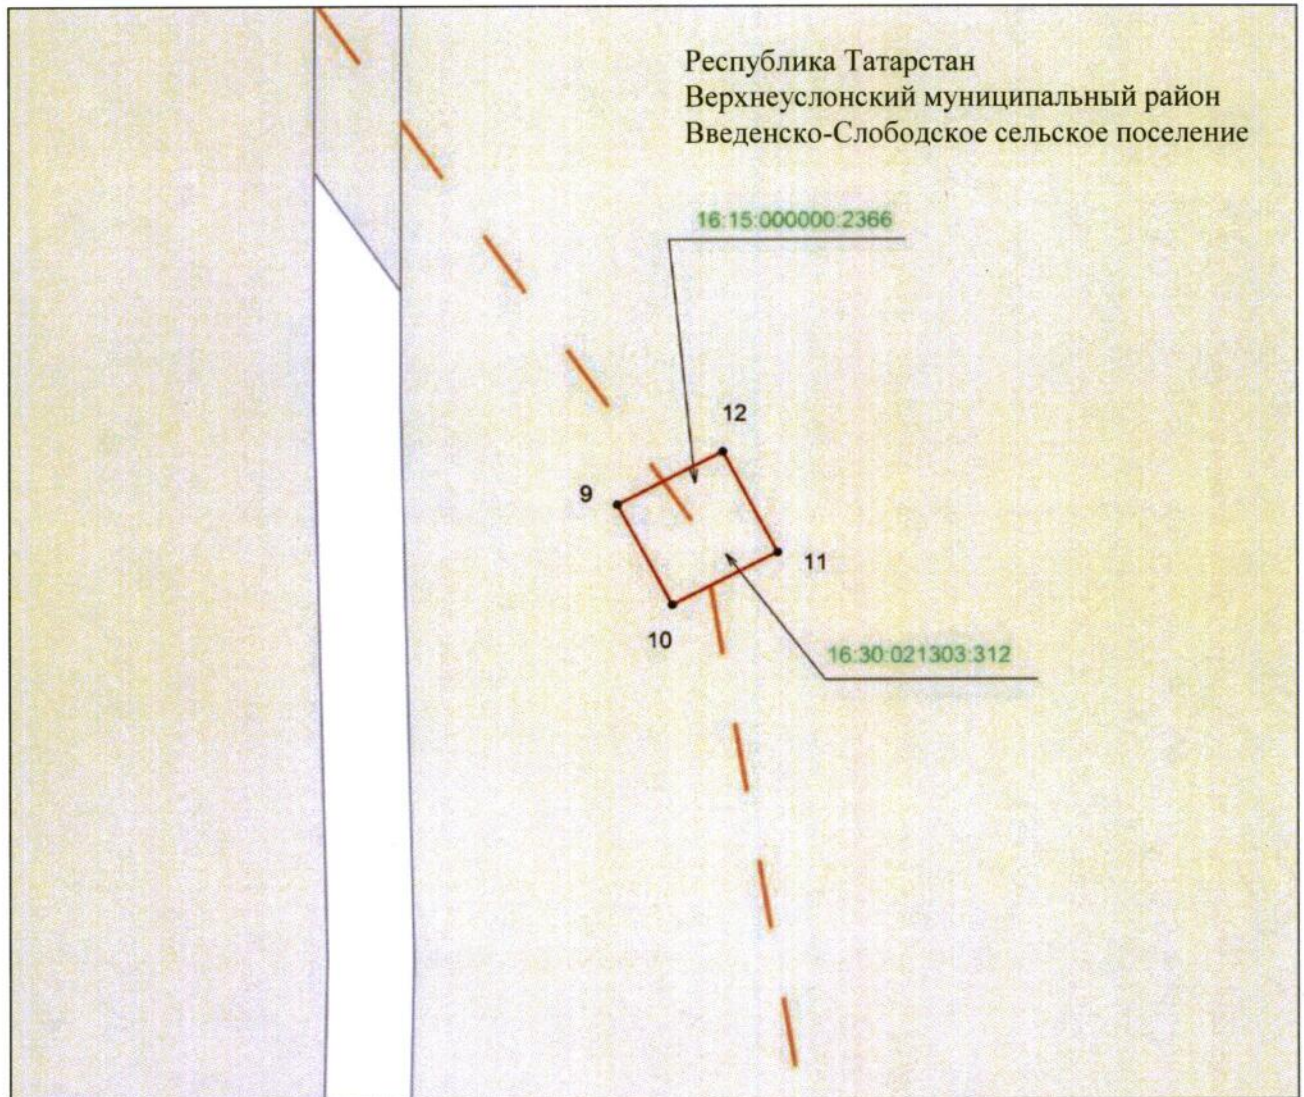 Республика Татарстан
Верхнеуслонский муниципальный район
Введенско-Слободское сельское поселение
16:15:000000:2366
12
9
11
10
16:30:021303:312